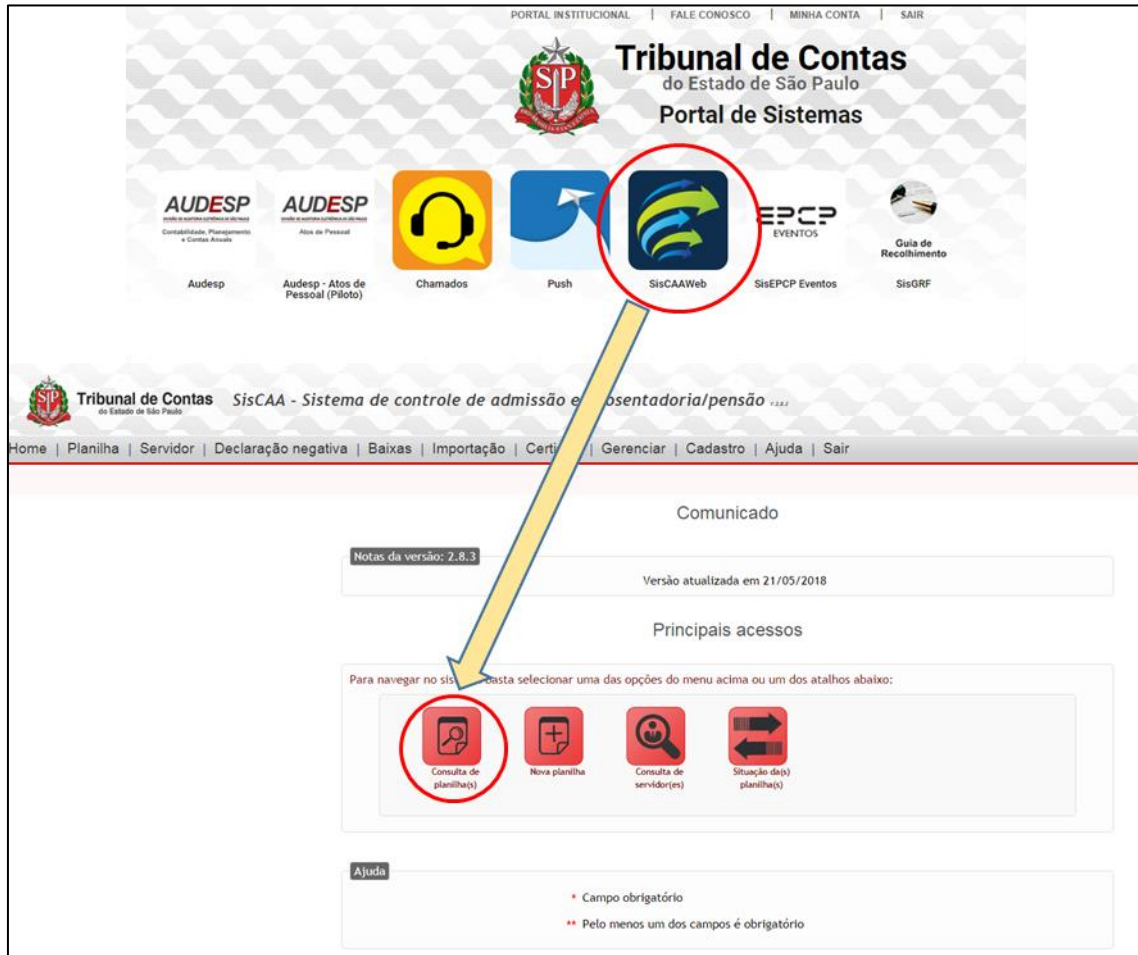 PORTAL INSTITUCIONAL | FALE CONOSCO | MINHA CONTA | SAIR
SP
Tribunal de Contas
do Estado de São Paulo
Portal de Sistemas
AUDESP
Contabilidade, Planejamento
e Contas Anuais
AUDESP
Atos de Pessoal
EPCP
EVENTOS
Guia de
Recolhimento
Audesp
Audesp - Atos de
Pessoal (Piloto)
Chamados
Push
SisCAAWeb
SisEPCP Eventos
SisGRF
SP
Tribunal de Contas
do Estado de São Paulo
SisCAA - Sistema de controle de admissão e osentadoria/pensão
Home | Planilha | Servidor | Declaração negativa | Baixas | Importação | Certi | Gerenciar | Cadastro | Ajuda | Sair
Comunicado
Notas da versão: 2.8.3
Versão atualizada em 21/05/2018
Principais acessos
Para navegar no sis basta selecionar uma das opções do menu acima ou um dos atalhos abaixo:
Consulta de
planilha(s)
Nova planilha
Consulta de
servidor(es)
Situação da(s)
planilha(s)
Ajuda
* Campo obrigatório
** Pelo menos um dos campos é obrigatório